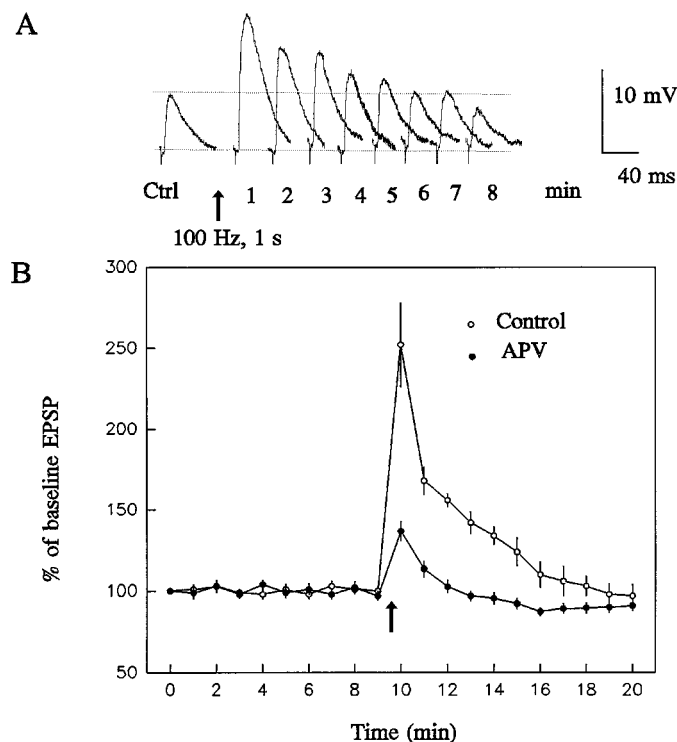 A
10 mV
40 ms
Ctrl 1 2 3 4 5 6 7 8 min
100 Hz, 1 s
B
300
250
200
150
100
50
% of baseline EPSP
Control
APV
0 2 4 6 8 10 12 14 16 18 20
Time (min)